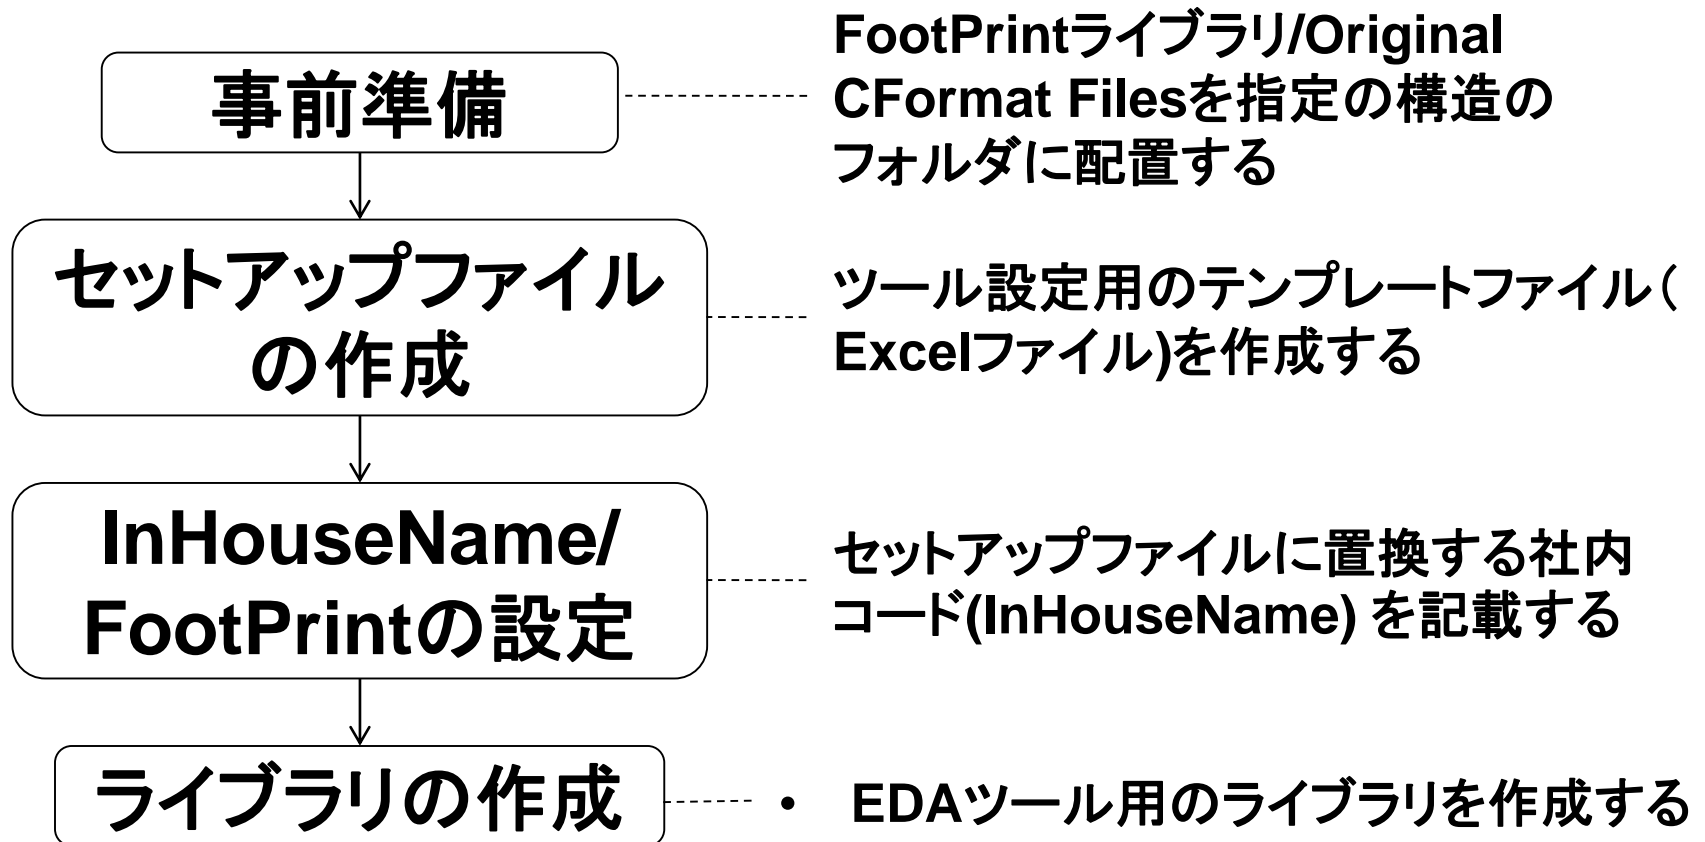 事前準備
FootPrintライブラリ/Original
CFormat Filesを指定の構造の
フォルダに配置する
セットアップファイル
の作成
ツール設定用のテンプレートファイル（
Excelファイル)を作成する
InHouseName/
FootPrintの設定
セットアップファイルに置換する社内
コード(InHouseName) を記載する
ライブラリの作成
• EDAツール用のライブラリを作成する